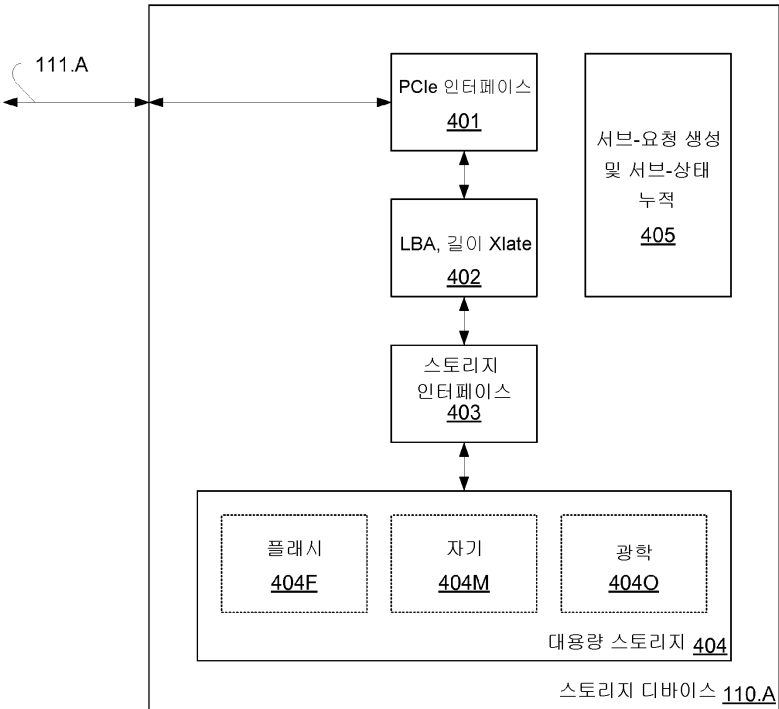 111.A
PCIe 인터페이스
401
서브-요청 생성
및 서브-상태
누적
405
LBA, 길이 Xlate
402
스토리지
인터페이스
403
플래시
404F
자기
404M
광학
404O
대용량 스토리지 404
스토리지 디바이스 110.A